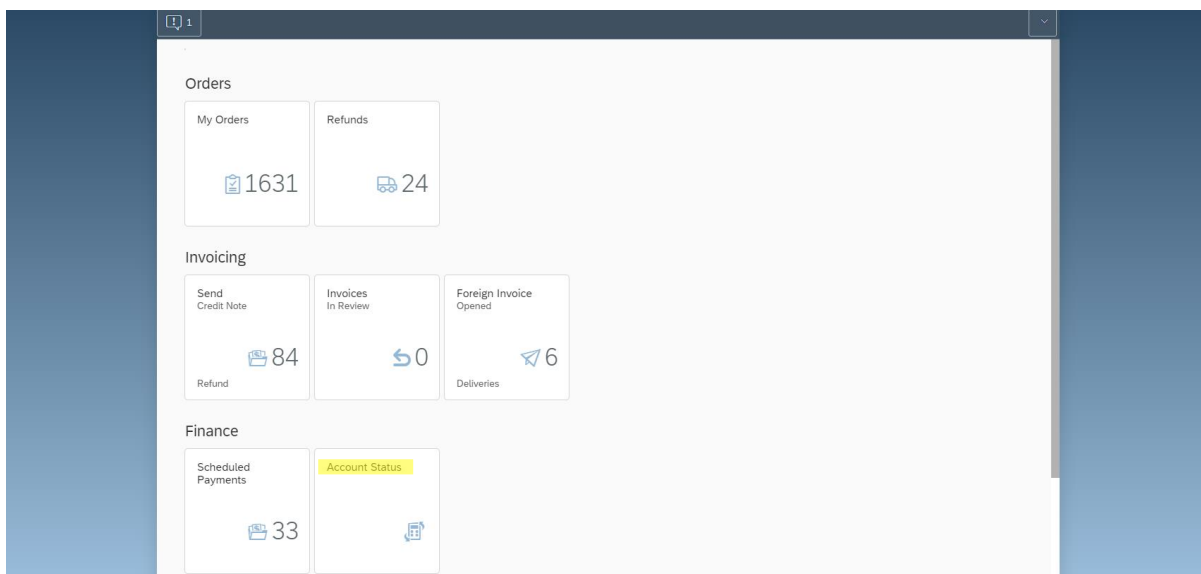 1
Orders
My Orders
Refunds
1631
24
Invoicing
Send
Credit Note
Invoices
In Review
Foreign Invoice
Opened
84
0
6
Refund
Deliveries
Finance
Scheduled
Payments
Account Status
33